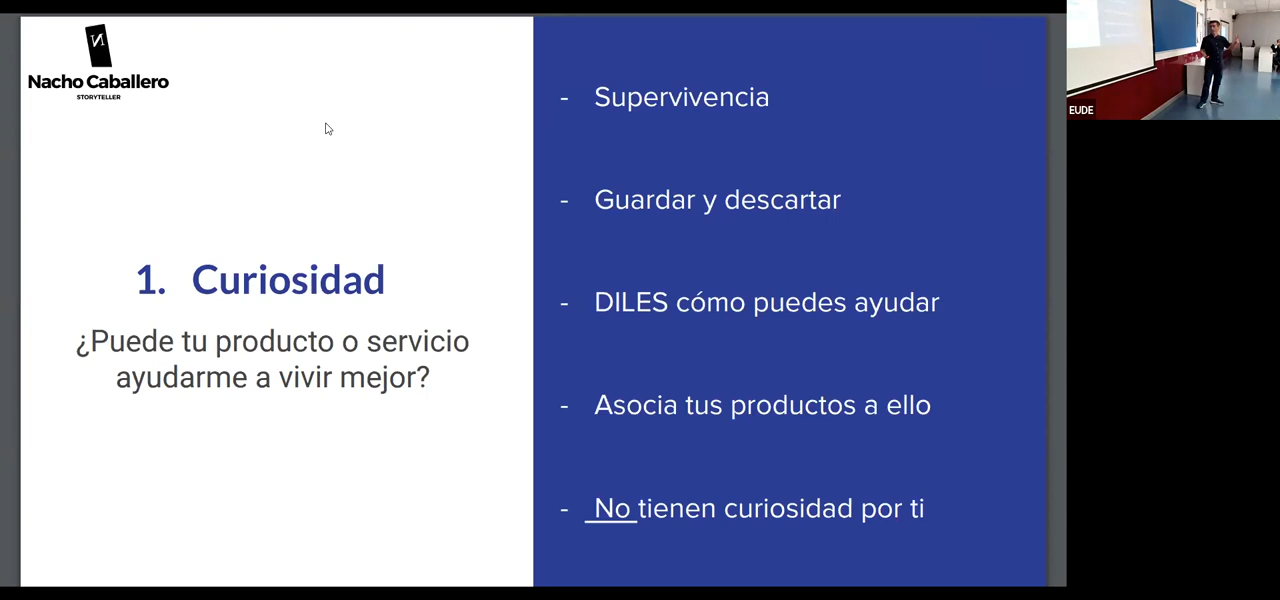 Nacho Caballero
STORYTELLER
1. Curiosidad
¿Puede tu producto o servicio
ayudarme a vivir mejor?
- Supervivencia
- Guardar y descartar
- DILES cómo puedes ayudar
- Asocia tus productos a ello
- No tienen curiosidad por ti
EUDE